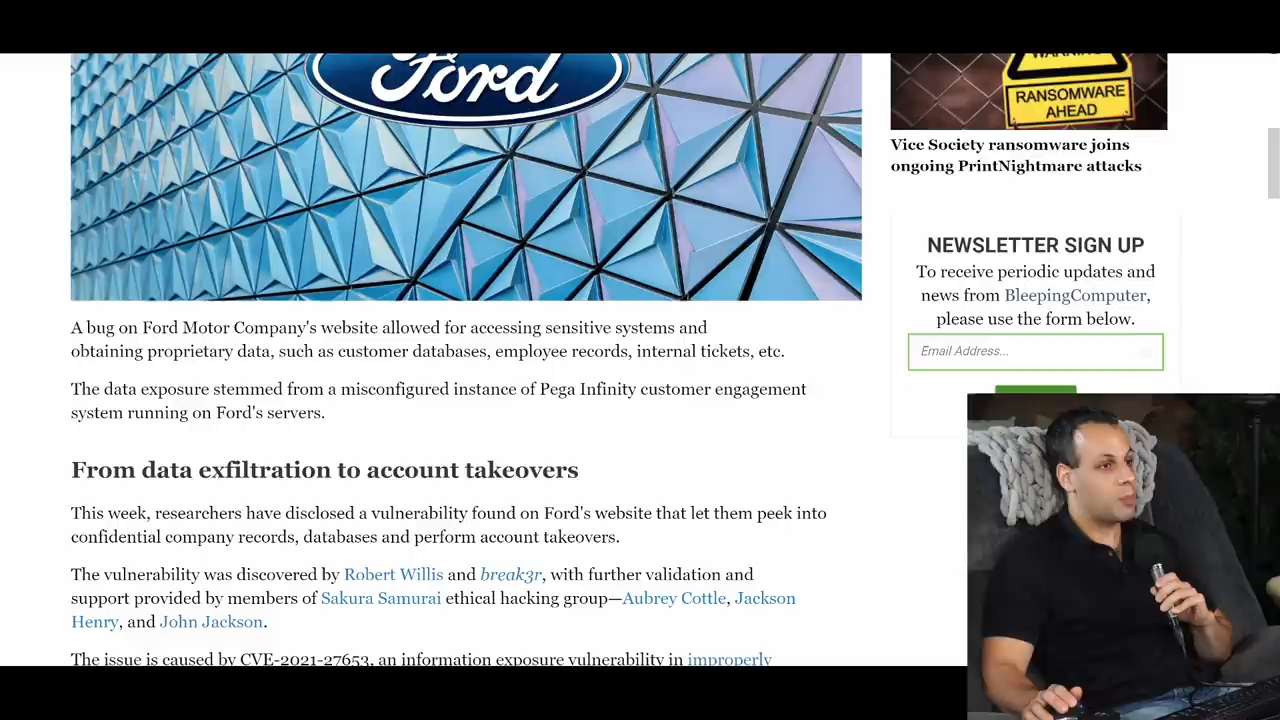 Ford
A bug on Ford Motor Company's website allowed for accessing sensitive systems and
obtaining proprietary data, such as customer databases, employee records, internal tickets, etc.
The data exposure stemmed from a misconfigured instance of Pega Infinity customer engagement
system running on Ford's servers.
From data exfiltration to account takeovers
This week, researchers have disclosed a vulnerability found on Ford's website that let them peek into
confidential company records, databases and perform account takeovers.
The vulnerability was discovered by Robert Willis and break3r, with further validation and
support provided by members of Sakura Samurai ethical hacking group—Aubrey Cottle, Jackson
Henry, and John Jackson.
The issue is caused by CVE-2021-27653, an information exposure vulnerability in improperly
WARNING
RANSOMWARE
AHEAD
Vice Society ransomware joins
ongoing PrintNightmare attacks
NEWSLETTER SIGN UP
To receive periodic updates and
news from BleepingComputer,
please use the form below.
Email Address...